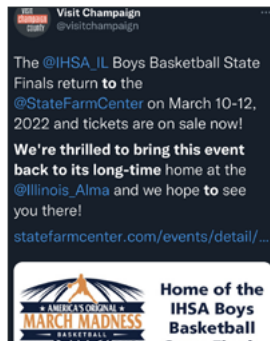 visit
champaign
county
Visit Champaign
@visitchampaign
The @IHSA_IL Boys Basketball State
Finals return to the
@StateFarmCenter on March 10-12,
2022 and tickets are on sale now!
We're thrilled to bring this event
back to its long-time home at the
@Illinois_Alma and we hope to see
you there!
statefarmcenter.com/events/detail/...
AMERICA'S ORIGINAL
MARCH MADNESS
BASKETBALL
Home of the
IHSA Boys
Basketball